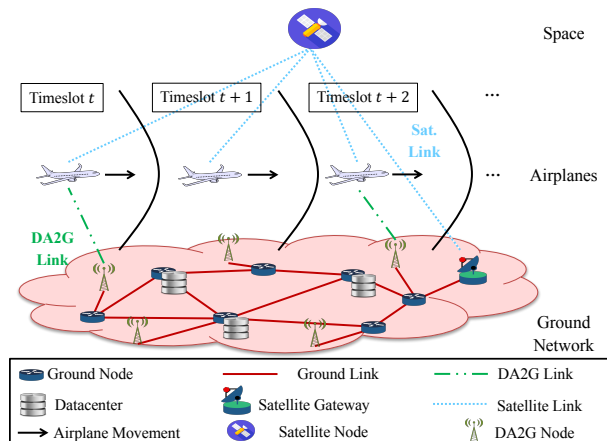 Space
Timeslot t
Timeslot t + 1
Timeslot t + 2
...
Sat.
Link
Airplanes
...
DA2G
Link
Ground
Network
Ground Node
Ground Link
DA2G Link
Datacenter
Satellite Gateway
Satellite Link
Airplane Movement
Satellite Node
DA2G Node